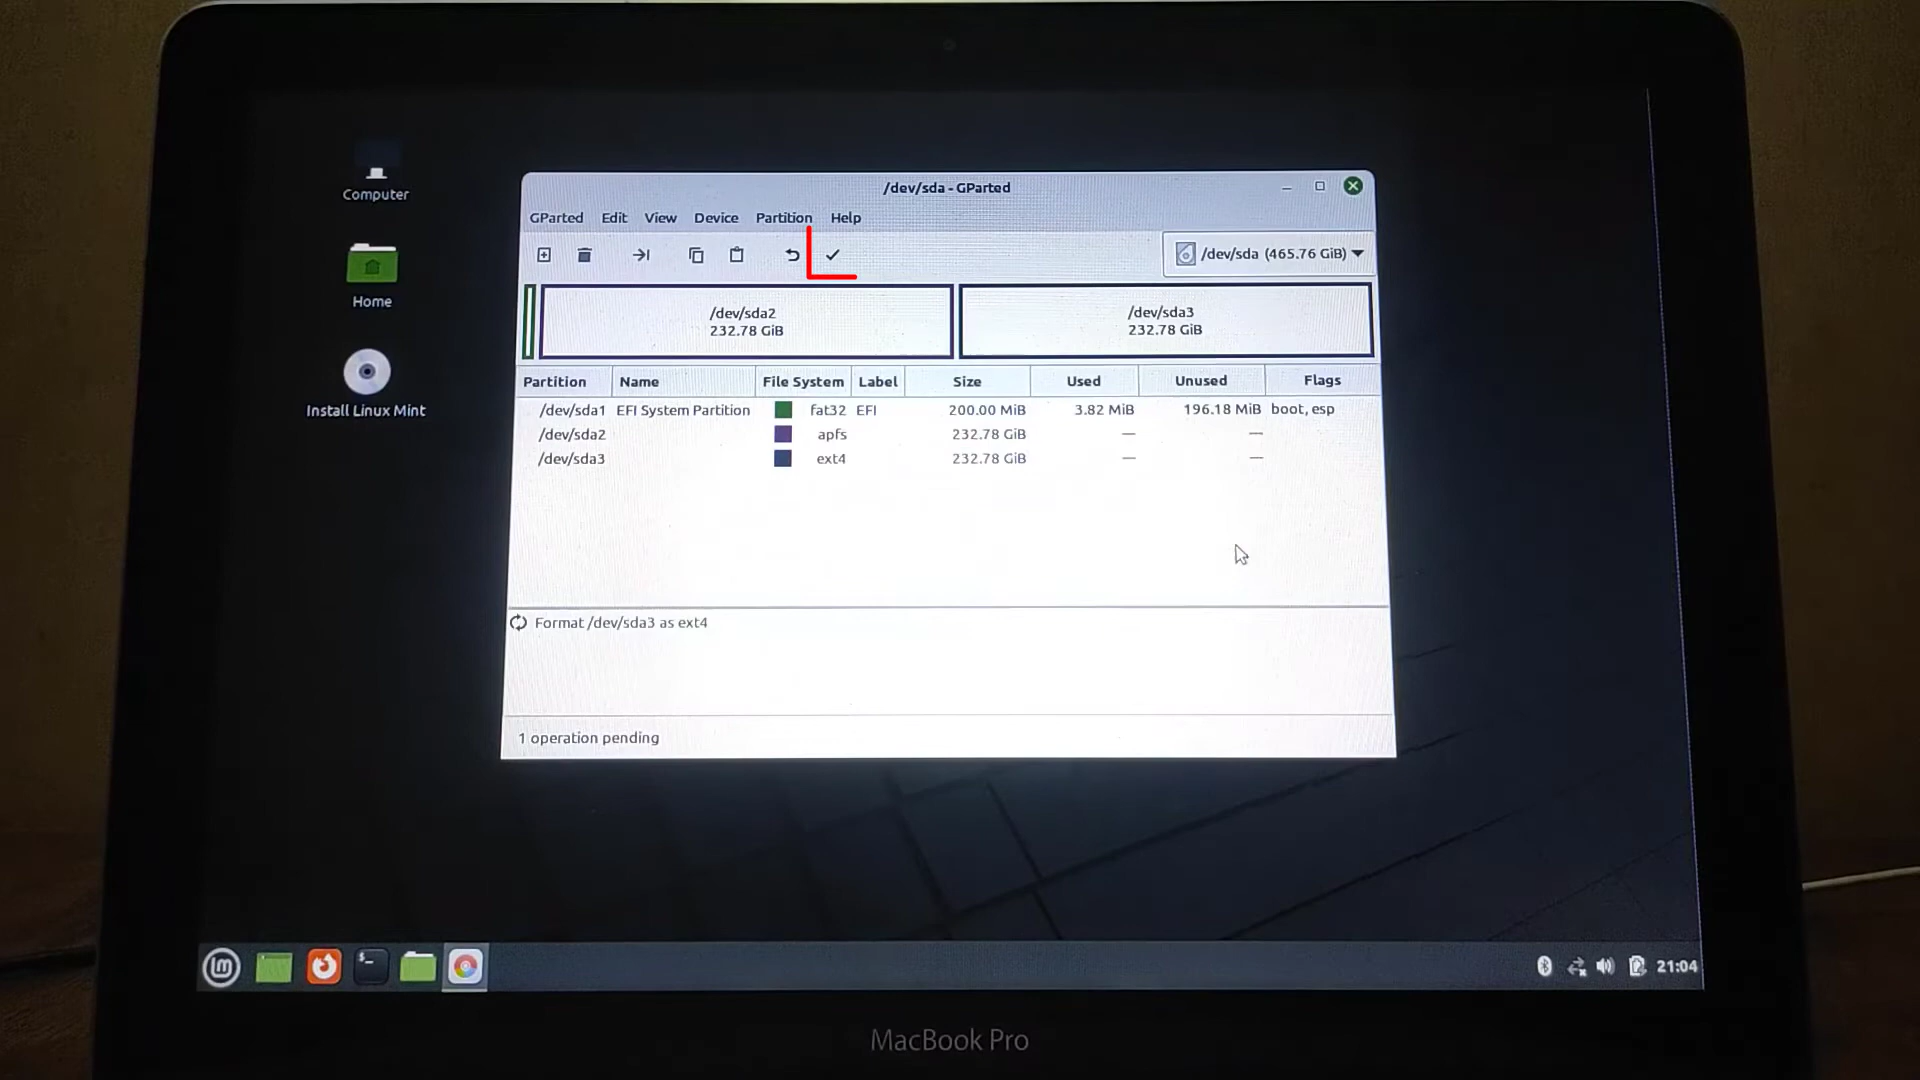 /dev/sda - GParted
GParted Edit View Device Partition Help
/dev/sda (465.76 GiB)
Computer
Home
Install Linux Mint
/dev/sda2
232.78 GiB
/dev/sda3
232.78 GiB
Partition Name File System Label Size Used Unused Flags
/dev/sda1 EFI System Partition fat32 EFI 200.00 MiB 3.82 MiB 196.18 MiB boot, esp
/dev/sda2 apfs 232.78 GiB — —
/dev/sda3 ext4 232.78 GiB — —
Format /dev/sda3 as ext4
1 operation pending
lm
$_
21:04
MacBook Pro